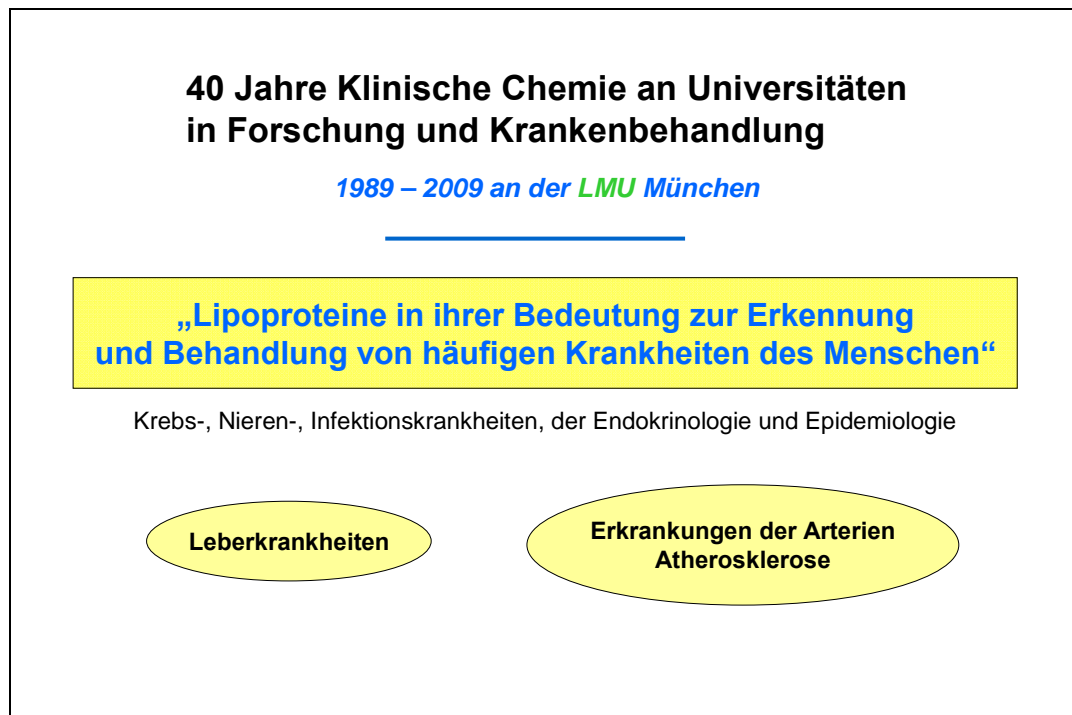 40 Jahre Klinische Chemie an Universitäten
in Forschung und Krankenbehandlung
1989 – 2009 an der LMU München
„Lipoproteine in ihrer Bedeutung zur Erkennung
und Behandlung von häufigen Krankheiten des Menschen“
Krebs-, Nieren-, Infektionskrankheiten, der Endokrinologie und Epidemiologie
Leberkrankheiten
Erkrankungen der Arterien
Atherosklerose